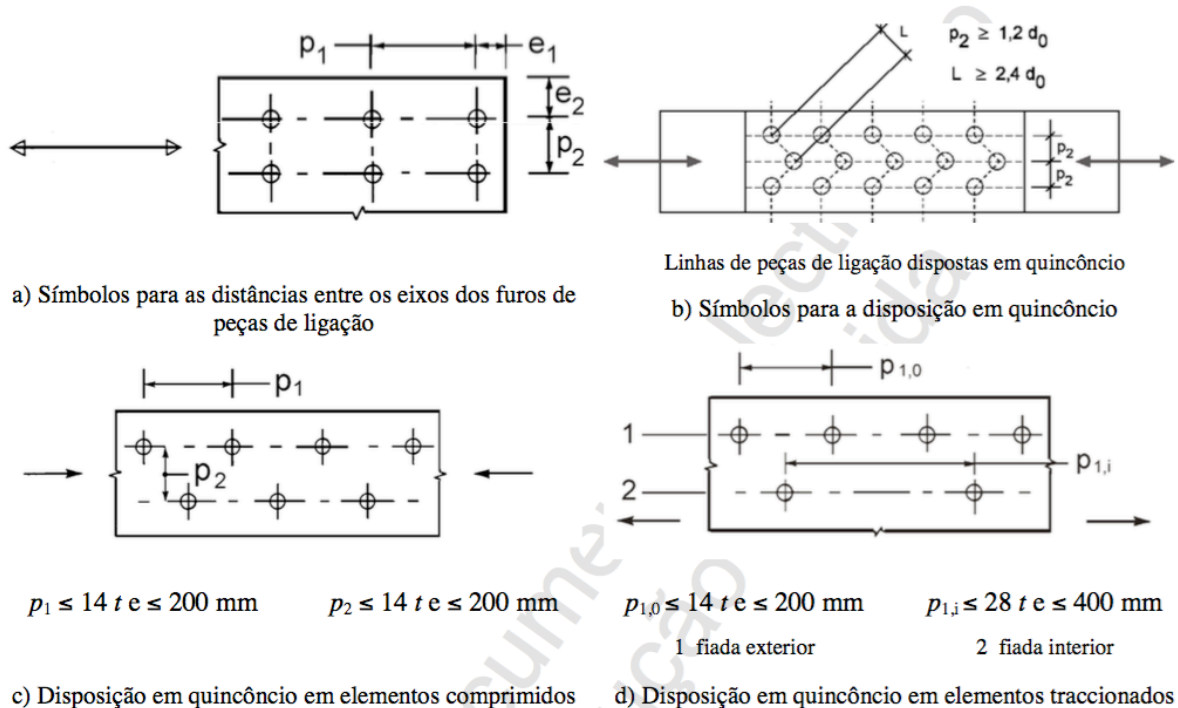 p1
e1
e2
p2
a) Símbolos para as distâncias entre os eixos dos furos de
peças de ligação
L
p2 ≥ 1,2 d0
L ≥ 2,4 d0
p2
p2
Linhas de peças de ligação dispostas em quincôncio
b) Símbolos para a disposição em quincôncio
p1
p2
p1 ≤ 14 t e ≤ 200 mm
p2 ≤ 14 t e ≤ 200 mm
c) Disposição em quincôncio em elementos comprimidos
p1,0
1
p1,i
2
p1,0 ≤ 14 t e ≤ 200 mm
p1,i ≤ 28 t e ≤ 400 mm
1 fiada exterior
2 fiada interior
d) Disposição em quincôncio em elementos traccionados